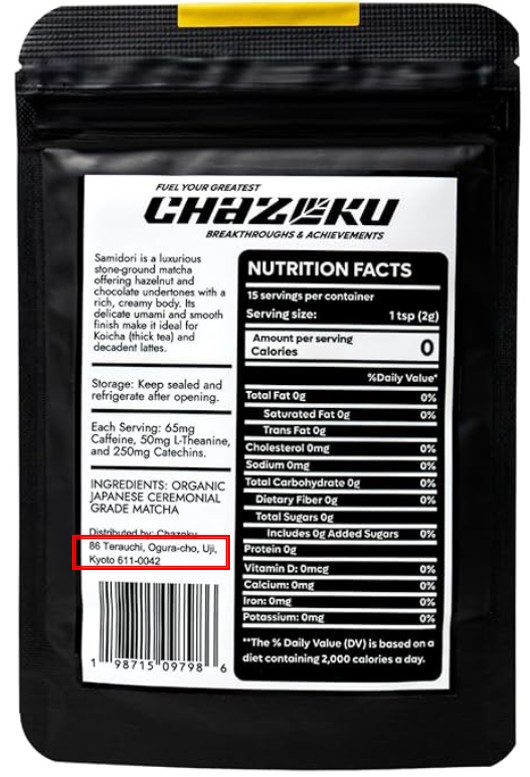 FUEL YOUR GREATEST
CHAZOKU
BREAKTHROUGHS & ACHIEVEMENTS
Samidori is a luxurious
stone-ground matcha
offering hazelnut and
chocolate undertones with a
rich, creamy body. Its
delicate umami and smooth
finish make it ideal for
Koicha (thick tea) and
decadent lattes.
Storage: Keep sealed and
refrigerate after opening.
Each Serving: 65mg
Caffeine, 50mg L-Theanine,
and 250mg Catechins.
INGREDIENTS: ORGANIC
JAPANESE CEREMONIAL
GRADE MATCHA
Distributed by: Chazoku
86 Terauchi, Ogura-cho, Uji,
Kyoto 611-0042
1 98715 09798 6
NUTRITION FACTS
15 servings per container
Serving size: 1 tsp (2g)
Amount per serving
Calories 0
%Daily Value*
Total Fat 0g 0%
Saturated Fat 0g 0%
Trans Fat 0g
Cholesterol 0mg 0%
Sodium 0mg 0%
Total Carbohydrate 0g 0%
Dietary Fiber 0g 0%
Total Sugars 0g
Includes 0g Added Sugars 0%
Protein 0g
Vitamin D: 0mcg 0%
Calcium: 0mg 0%
Iron: 0mg 0%
Potassium: 0mg 0%
**The % Daily Value (DV) is based on a
diet containing 2,000 calories a day.